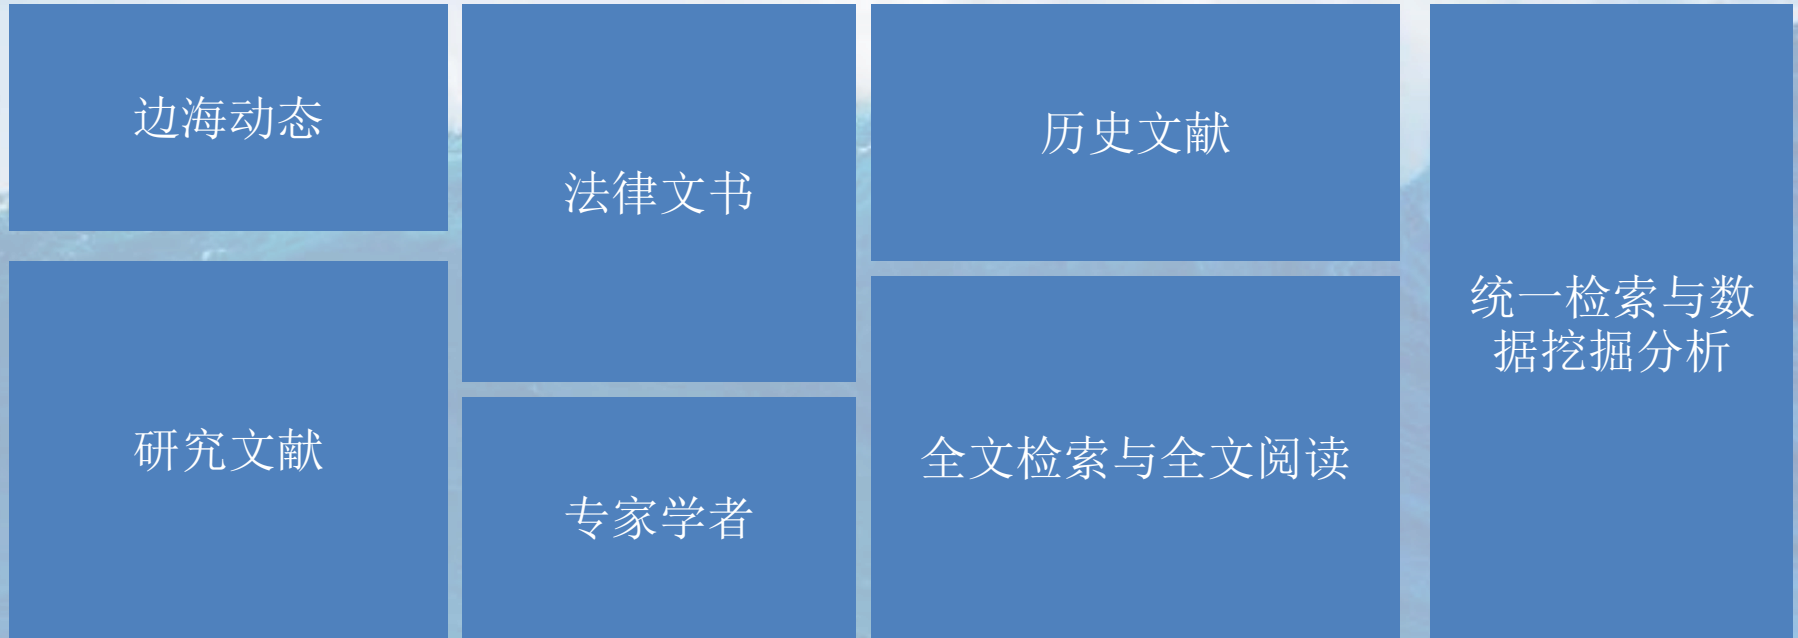 边海动态
研究文献
法律文书
专家学者
历史文献
全文检索与全文阅读
统一检索与数
据挖掘分析